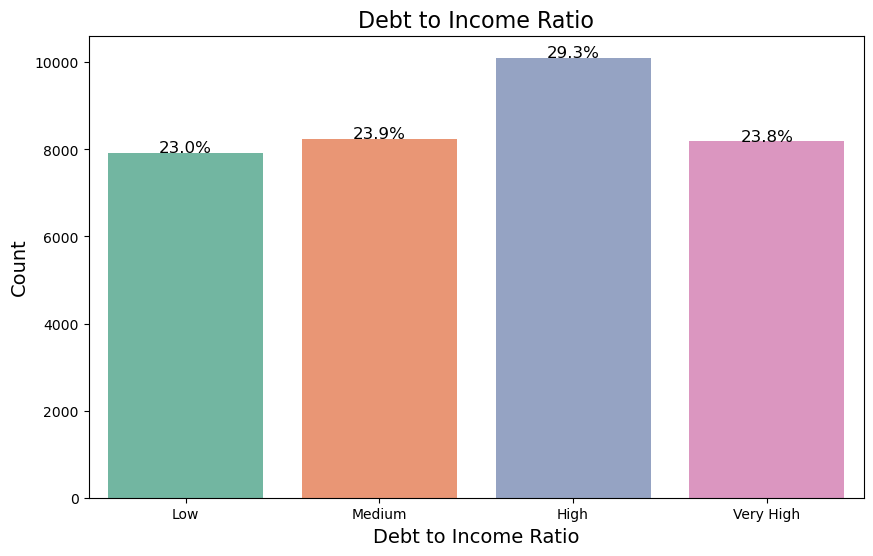 Debt to Income Ratio
29.3%
23.0%
23.9%
23.8%
10000
8000
6000
4000
2000
0
Count
Low
Medium
High
Very High
Debt to Income Ratio